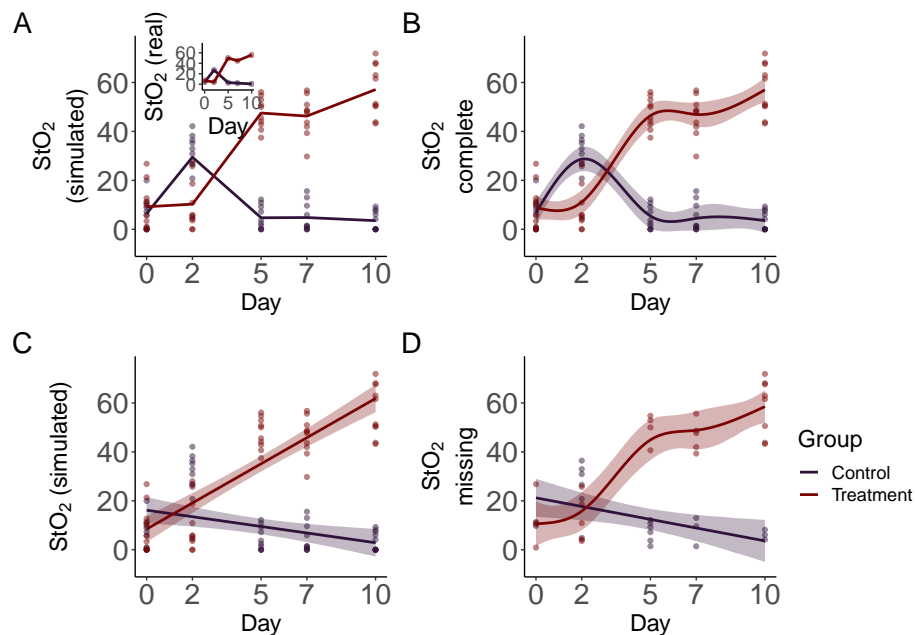 A
StO2 (simulated)
60
40
20
0
0 2 5 7 10
Day
StO2 (real)
60
40
20
0
0 5 10
Day
B
StO2 complete
60
40
20
0
0 2 5 7 10
Day
C
StO2 (simulated)
60
40
20
0
0 2 5 7 10
Day
D
StO2 missing
60
40
20
0
0 2 5 7 10
Day
Group
Control
Treatment